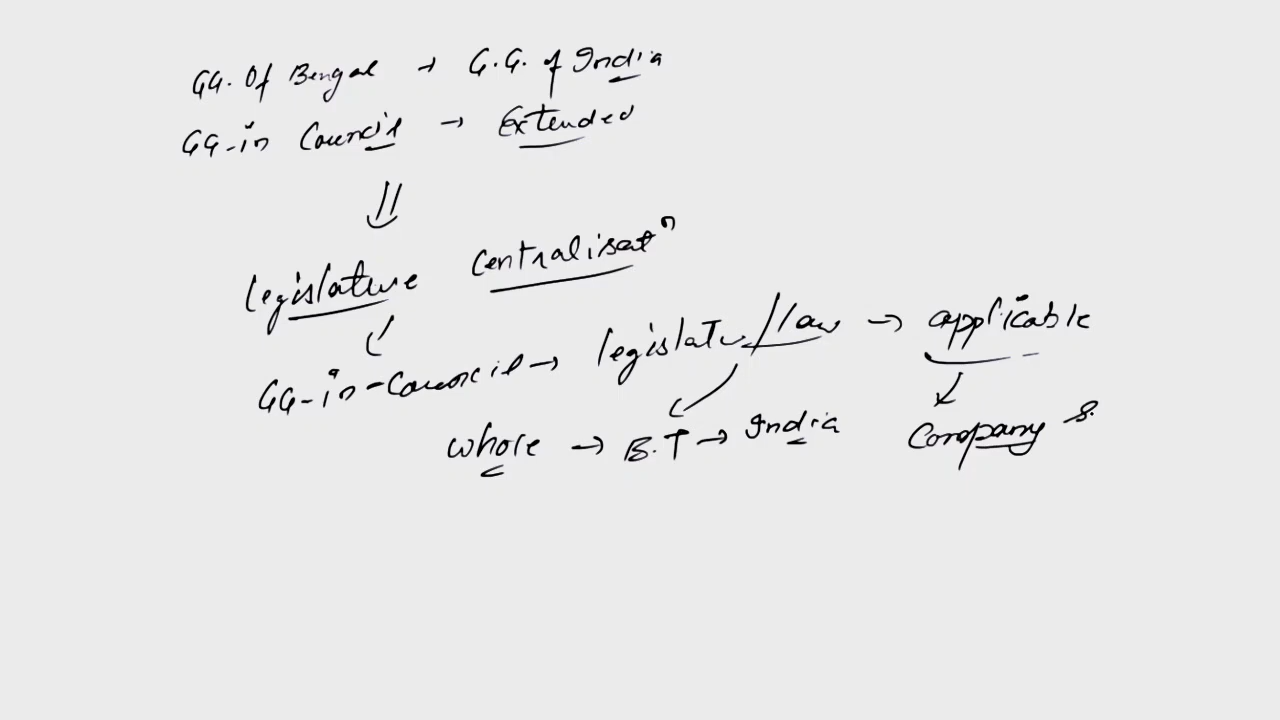 GG. Of Bengal → G.G. of India
GG-in Council → Extended
⇓
legislature centralisatⁿ
GG-in-Council → legislatu/law → applicable
whole → B.T → India Company &